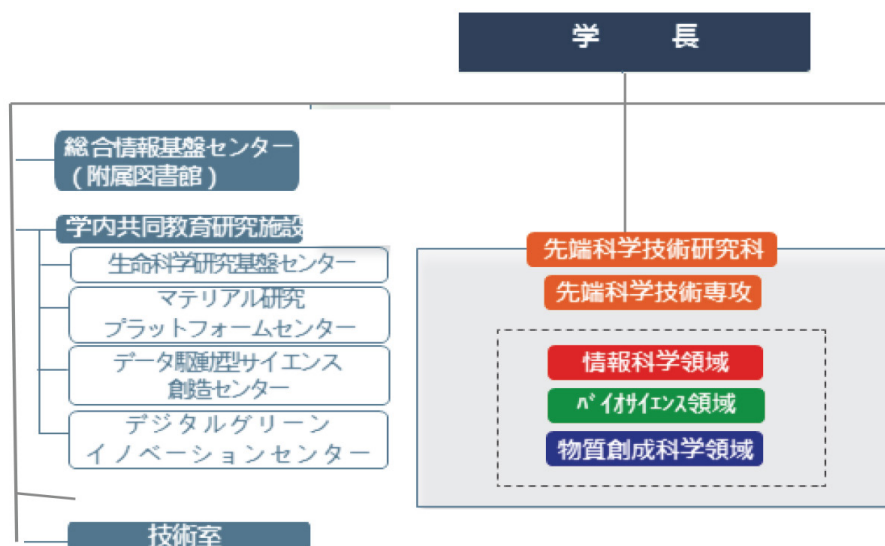 学 長
総合情報基盤センター
(附属図書館)
学内共同教育研究施設
生命科学研究基盤センター
マテリアル研究
プラットフォームセンター
データ駆動型サイエンス
創造センター
デジタルグリーン
イノベーションセンター
技術室
先端科学技術研究科
先端科学技術専攻
情報科学領域
バイオサイエンス領域
物質創成科学領域